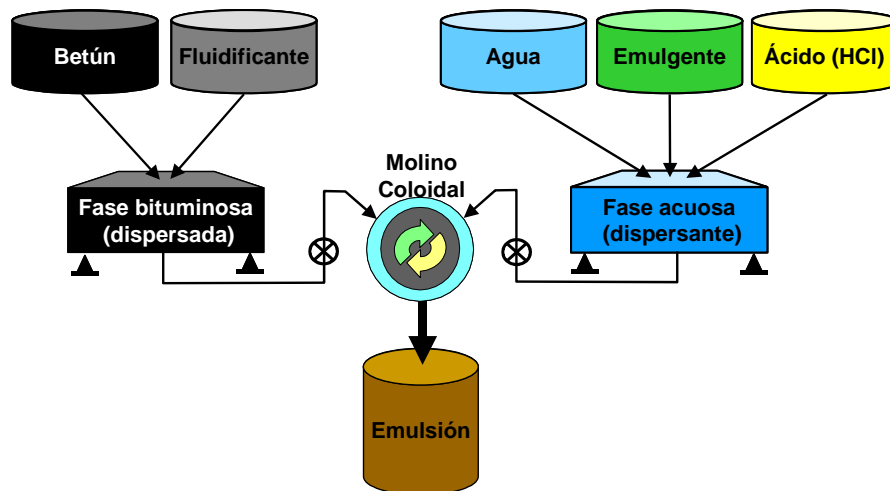 Betún
Fluidificante
Agua
Emulgente
Ácido (HCl)
Molino
Coloidal
Fase bituminosa
(dispersada)
Fase acuosa
(dispersante)
Emulsión